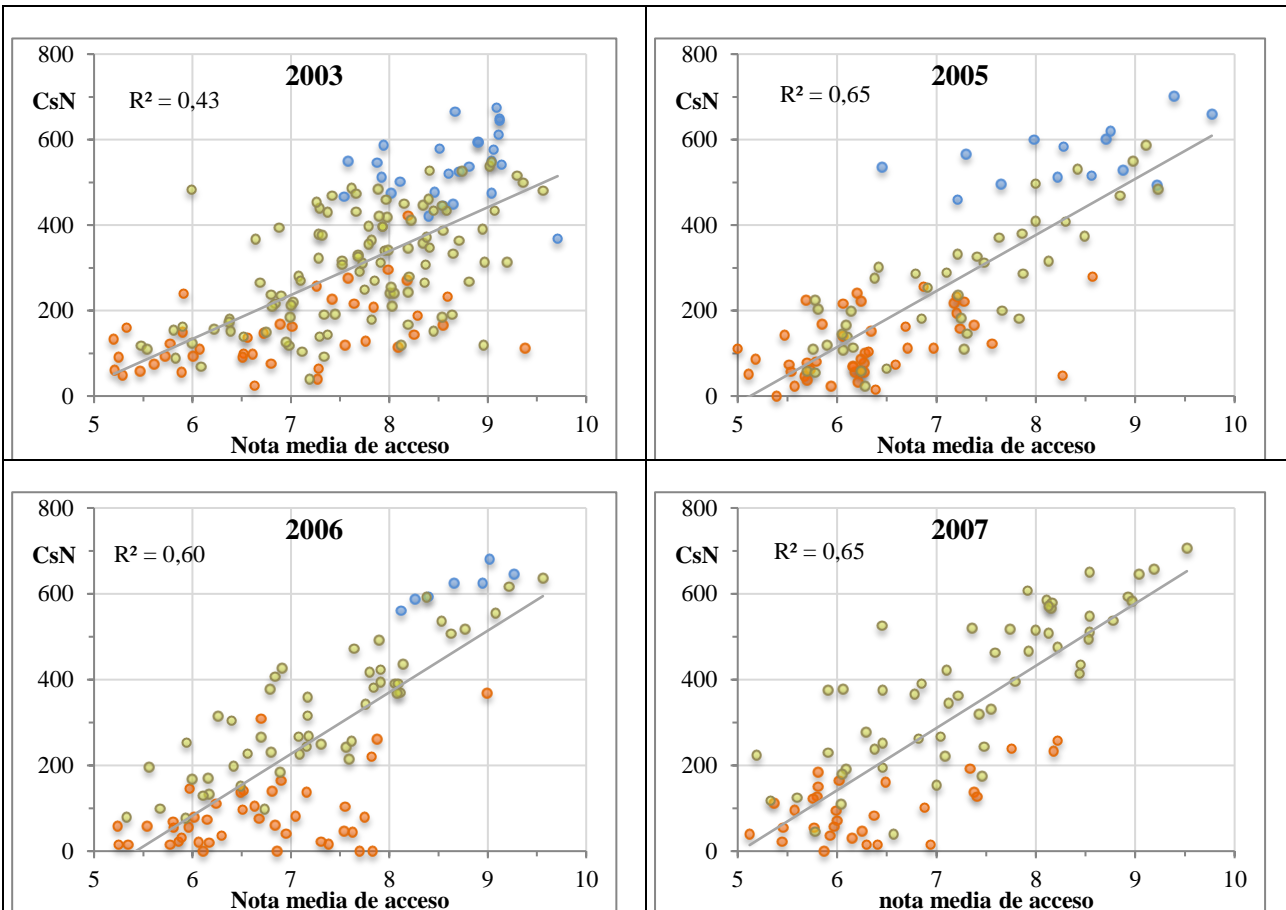 2003
800
CsN
R² = 0,43
600
400
200
0
5 6 7 8 9 10
Nota media de acceso
2005
800
CsN
R² = 0,65
600
400
200
0
5 6 7 8 9 10
Nota media de acceso
2006
800
CsN
R² = 0,60
600
400
200
0
5 6 7 8 9 10
Nota media de acceso
2007
800
CsN
R² = 0,65
600
400
200
0
5 6 7 8 9 10
nota media de acceso